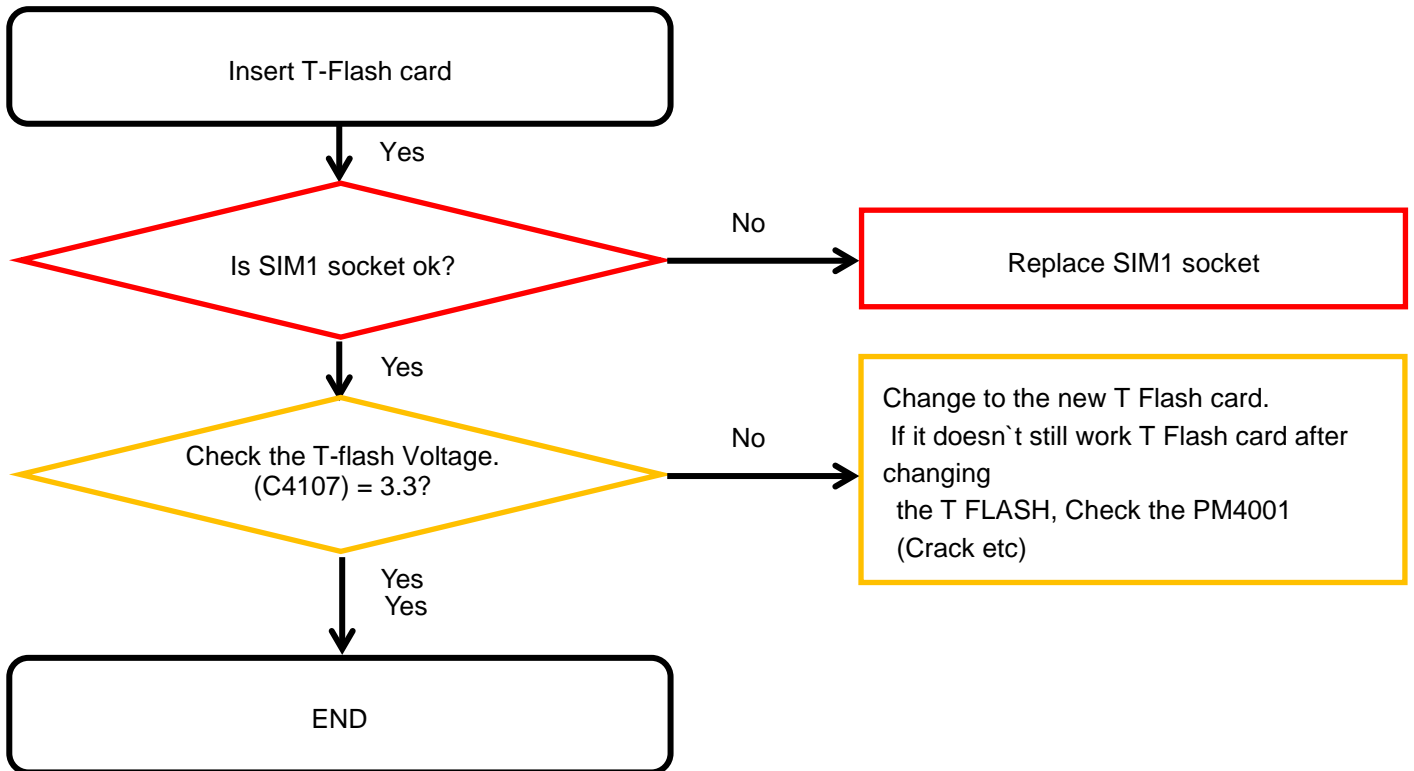 Insert T-Flash card
Yes
Is SIM1 socket ok?
No
Replace SIM1 socket
Yes
Check the T-flash Voltage.
(C4107) = 3.3?
No
Change to the new T Flash card.
If it doesn`t still work T Flash card after
changing
the T FLASH, Check the PM4001
(Crack etc)
Yes
Yes
END